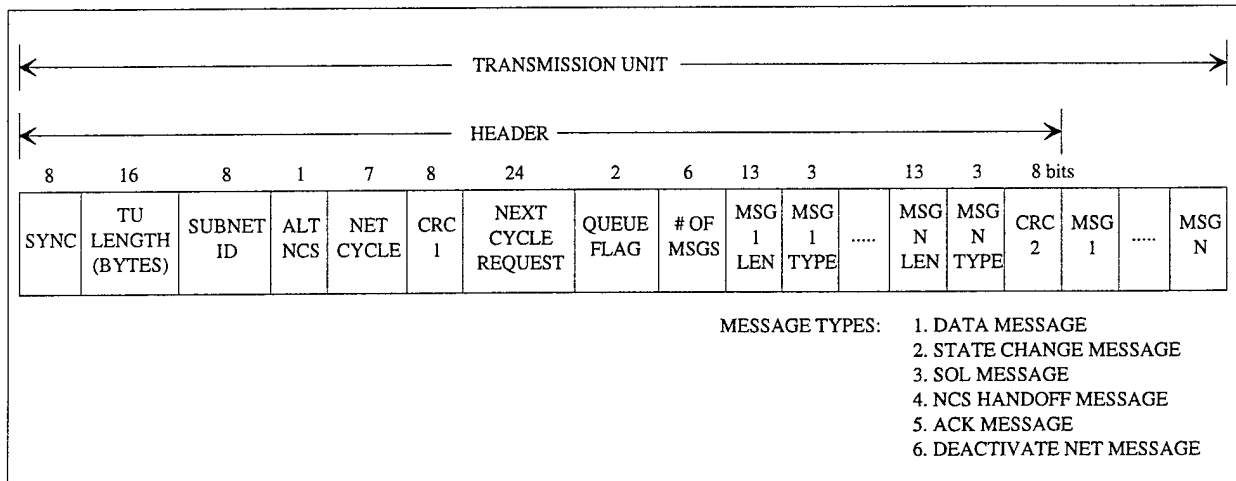 TRANSMISSION UNIT
HEADER
8 16 8 1 7 8 24 2 6 13 3 13 3 8 bits
SYNC
TU
LENGTH
(BYTES)
SUBNET
ID
ALT
NCS
NET
CYCLE
CRC
1
NEXT
CYCLE
REQUEST
QUEUE
FLAG
# OF
MSGS
MSG
1
LEN
MSG
1
TYPE
.....
MSG
N
LEN
MSG
N
TYPE
CRC
2
MSG
1
.....
MSG
N
MESSAGE TYPES: 1. DATA MESSAGE
2. STATE CHANGE MESSAGE
3. SOL MESSAGE
4. NCS HANDOFF MESSAGE
5. ACK MESSAGE
6. DEACTIVATE NET MESSAGE